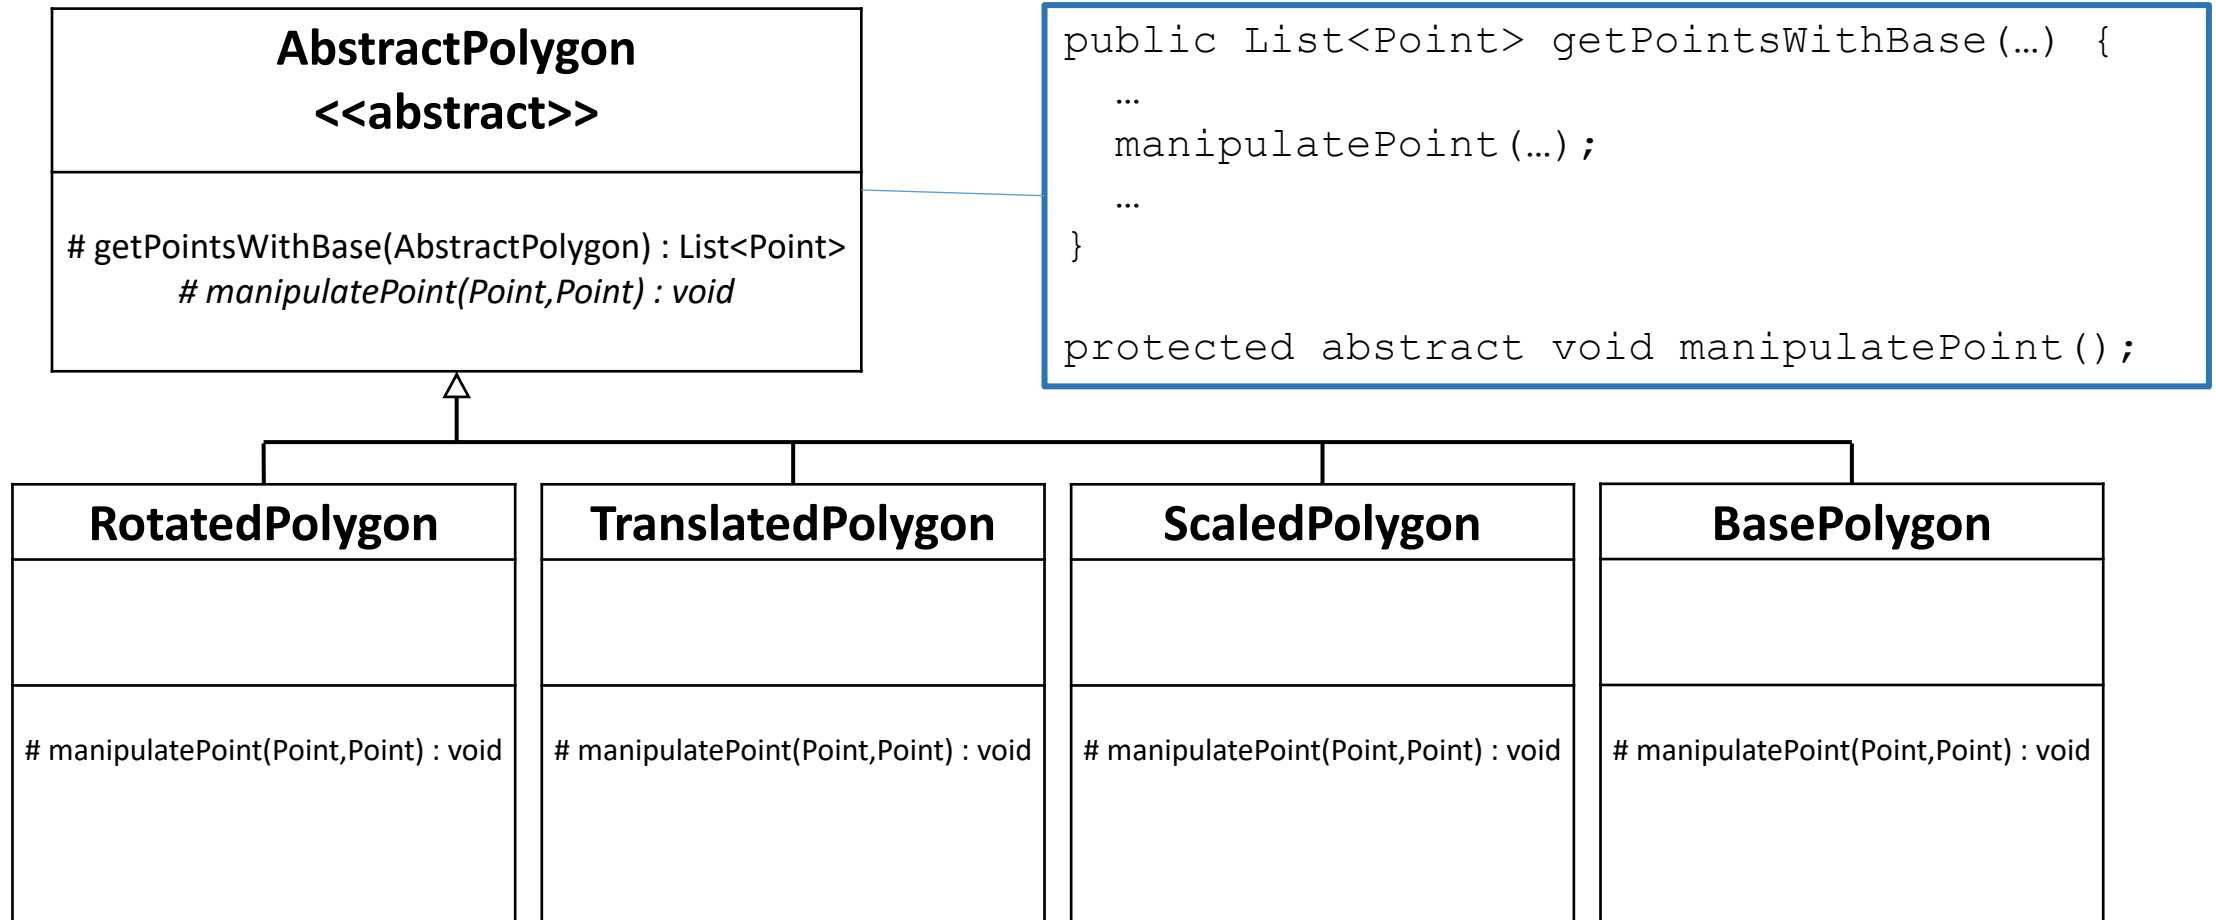 AbstractPolygon
<<abstract>>
# getPointsWithBase(AbstractPolygon) : List<Point>
# manipulatePoint(Point,Point) : void
public List<Point> getPointsWithBase(…) {
…
manipulatePoint(…);
…
}
protected abstract void manipulatePoint();
RotatedPolygon
# manipulatePoint(Point,Point) : void
TranslatedPolygon
# manipulatePoint(Point,Point) : void
ScaledPolygon
# manipulatePoint(Point,Point) : void
BasePolygon
# manipulatePoint(Point,Point) : void